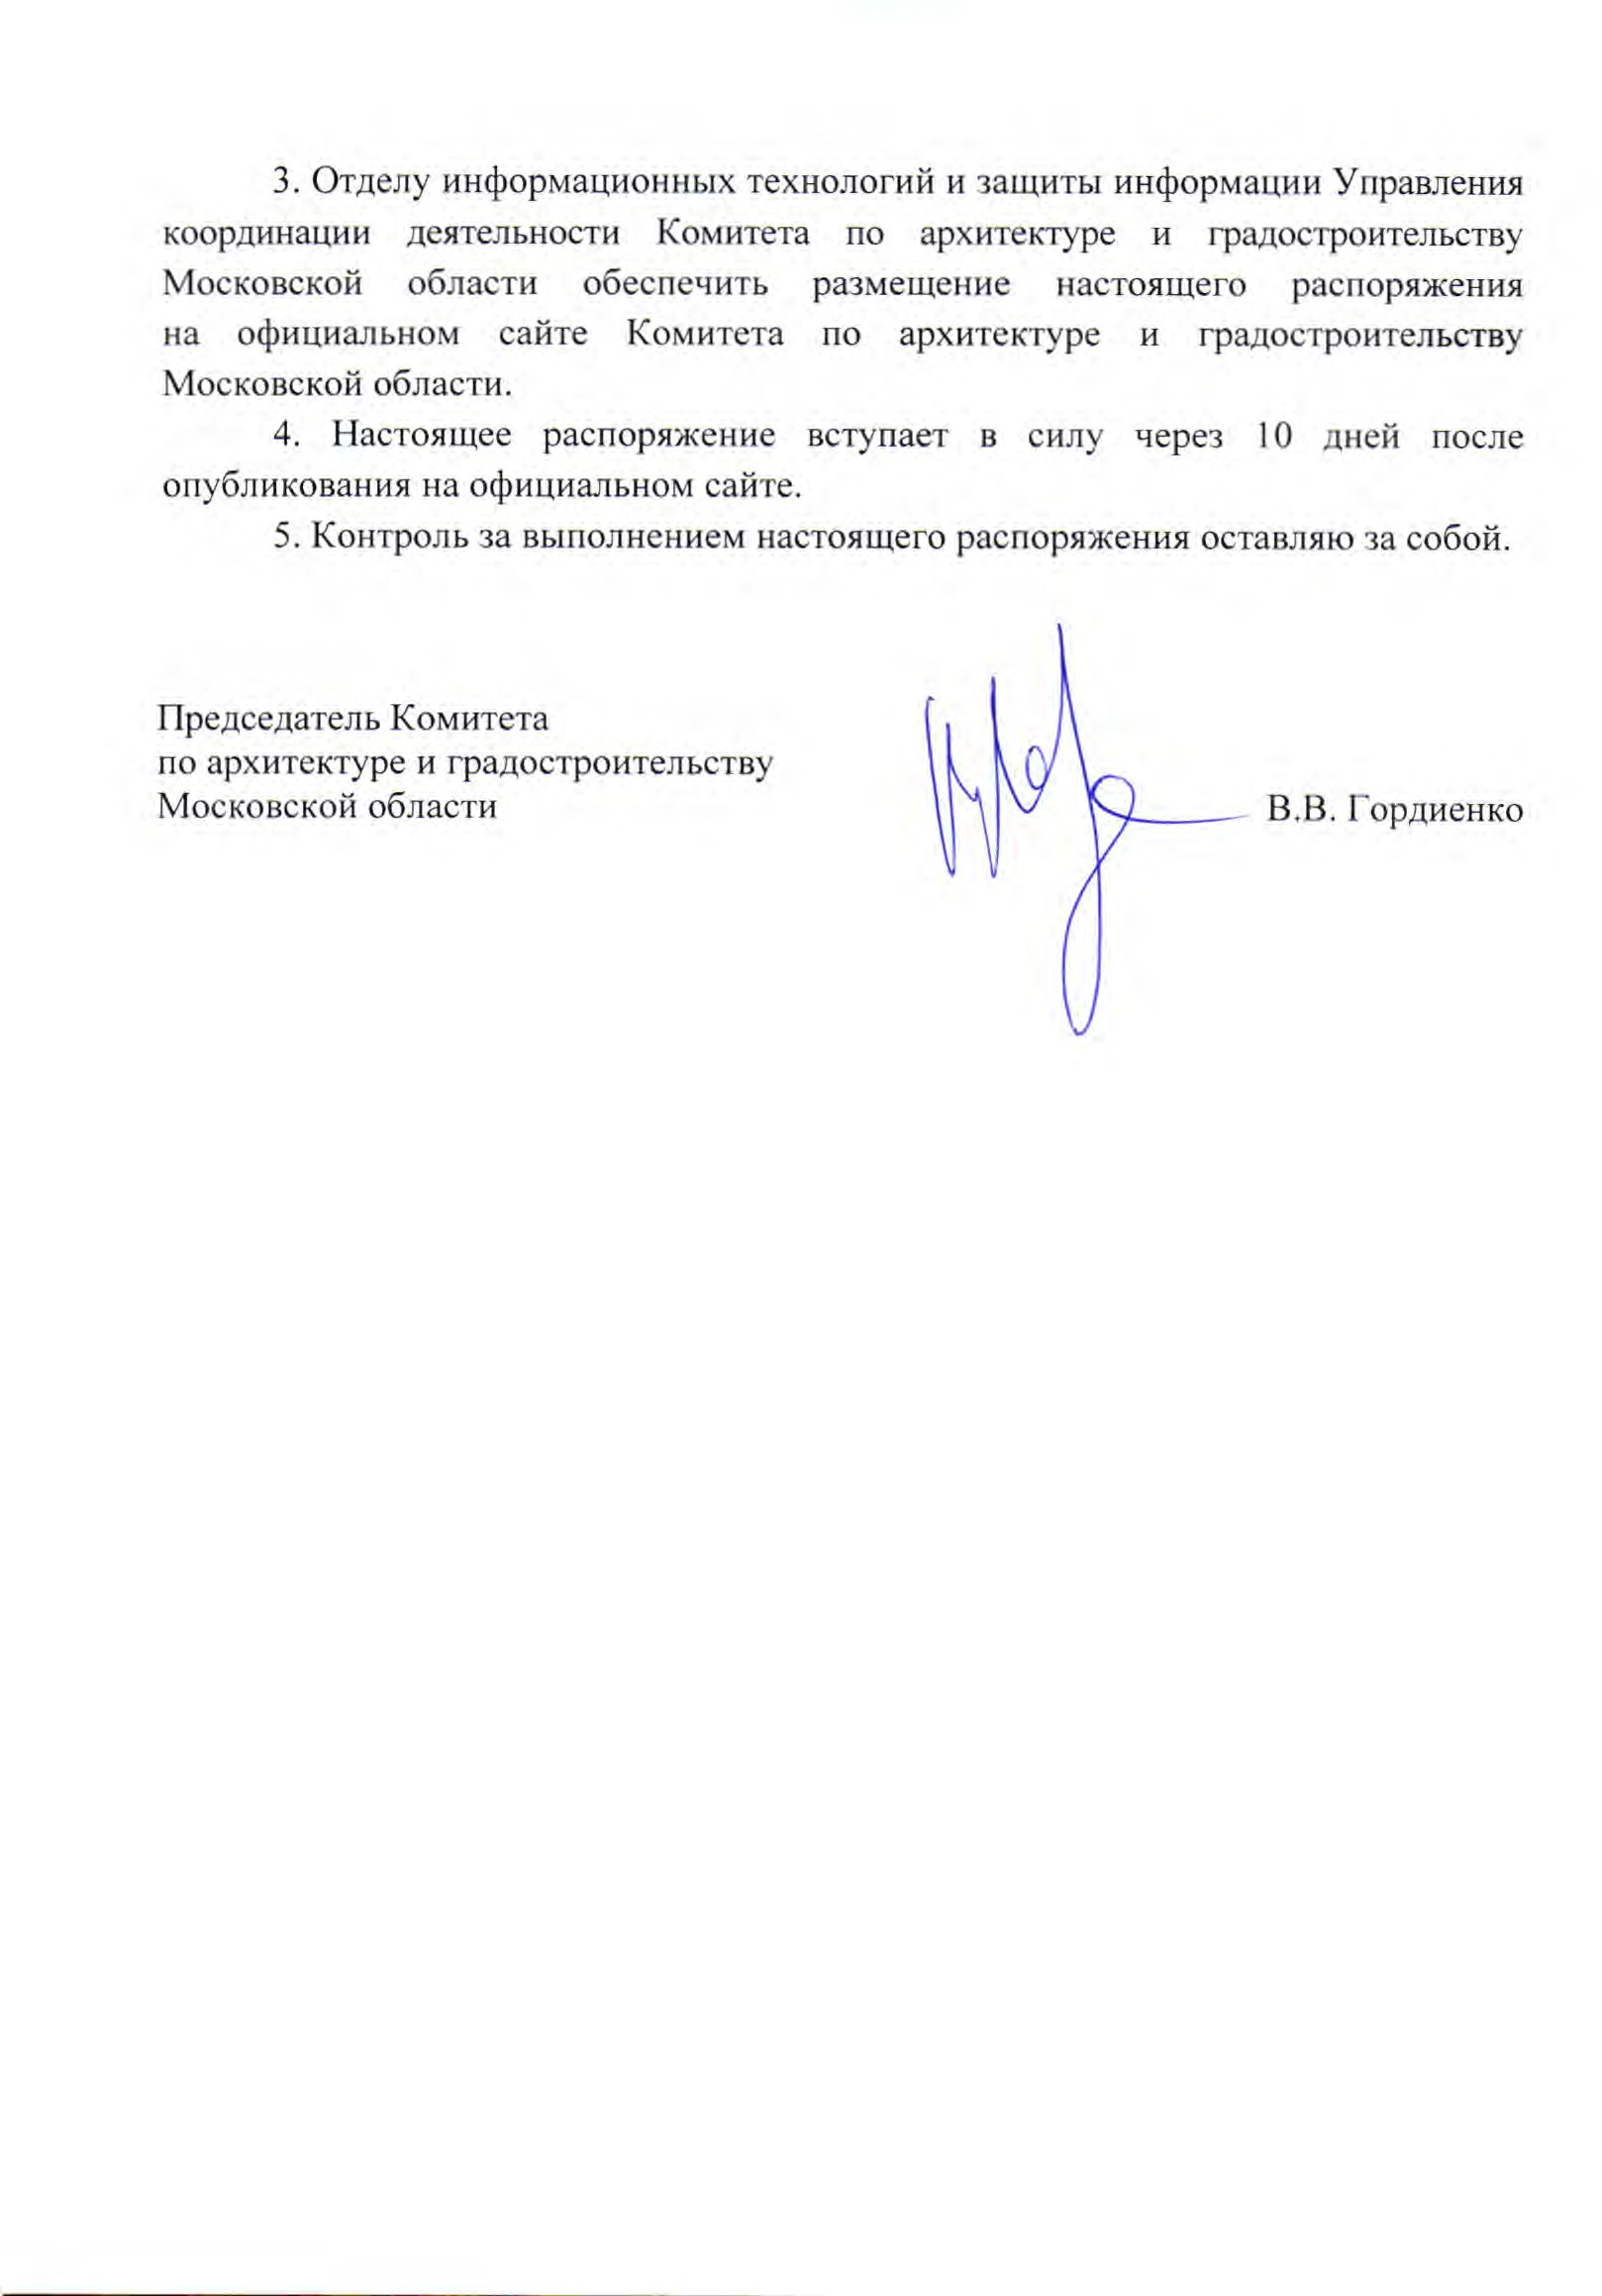 3. Отделу информационных технологий и защиты информации Управления
координации деятельности Комитета по архитектуре и градостроительству
Московской области обеспечить размещение настоящего распоряжения
на официальном сайте Комитета по архитектуре и градостроительству
Московской области.
4. Настоящее распоряжение вступает в силу через 10 дней после
опубликования на официальном сайте.
5. Контроль за выполнением настоящего распоряжения оставляю за собой.
Председатель Комитета
по архитектуре и градостроительству
Московской области
В.В. Гордиенко